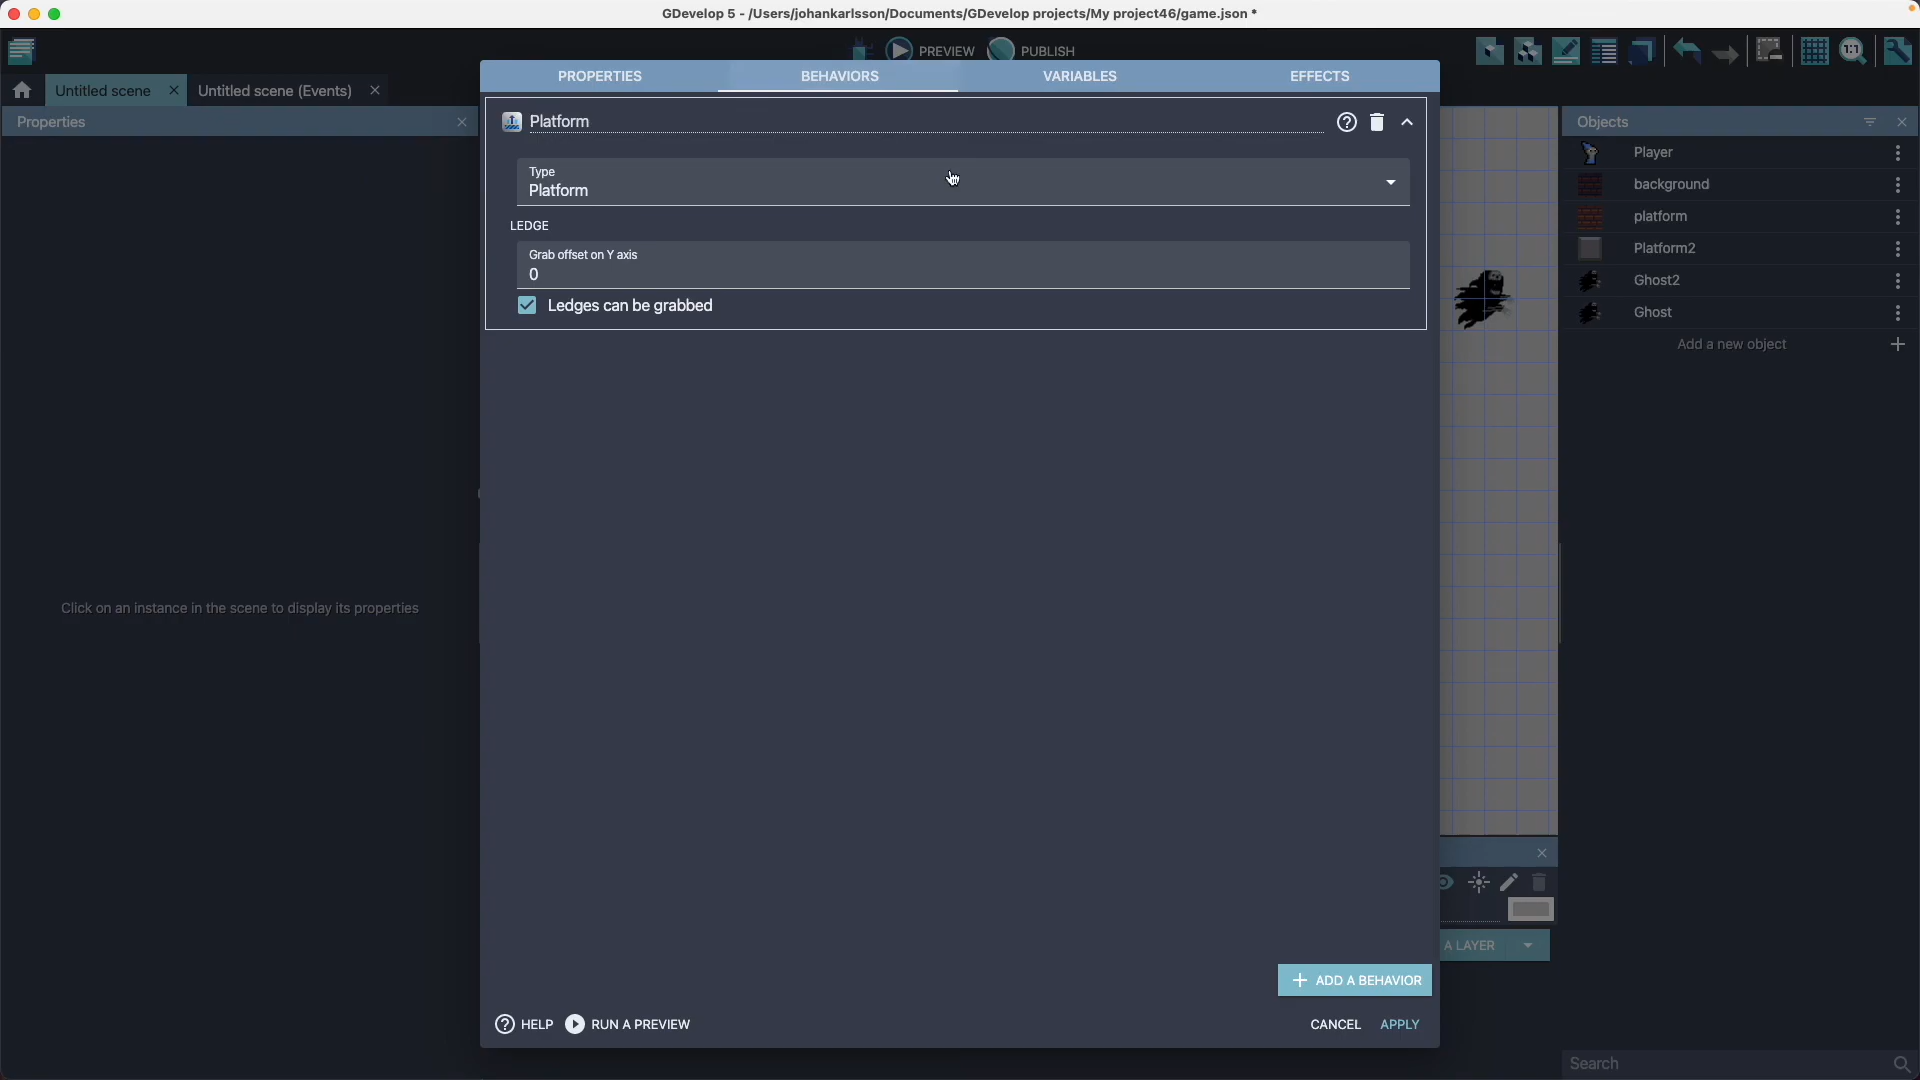 GDevelop 5 - /Users/johankarlsson/Documents/GDevelop projects/My project46/game.json *
PREVIEW
PUBLISH
1:1
Untitled scene
Untitled scene (Events)
Properties
Click on an instance in the scene to display its properties
PROPERTIES
BEHAVIORS
VARIABLES
EFFECTS
Platform
Type
Platform
LEDGE
Grab offset on Y axis
0
Ledges can be grabbed
ADD A BEHAVIOR
HELP
RUN A PREVIEW
CANCEL
APPLY
A LAYER
Objects
Player
background
platform
Platform2
Ghost2
Ghost
Add a new object
Search